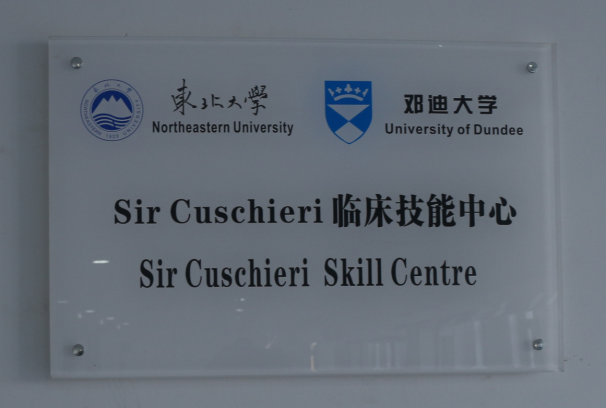 東北大學
Northeastern University
邓迪大学
University of Dundee
Sir Cuschieri 临床技能中心
Sir Cuschieri Skill Centre